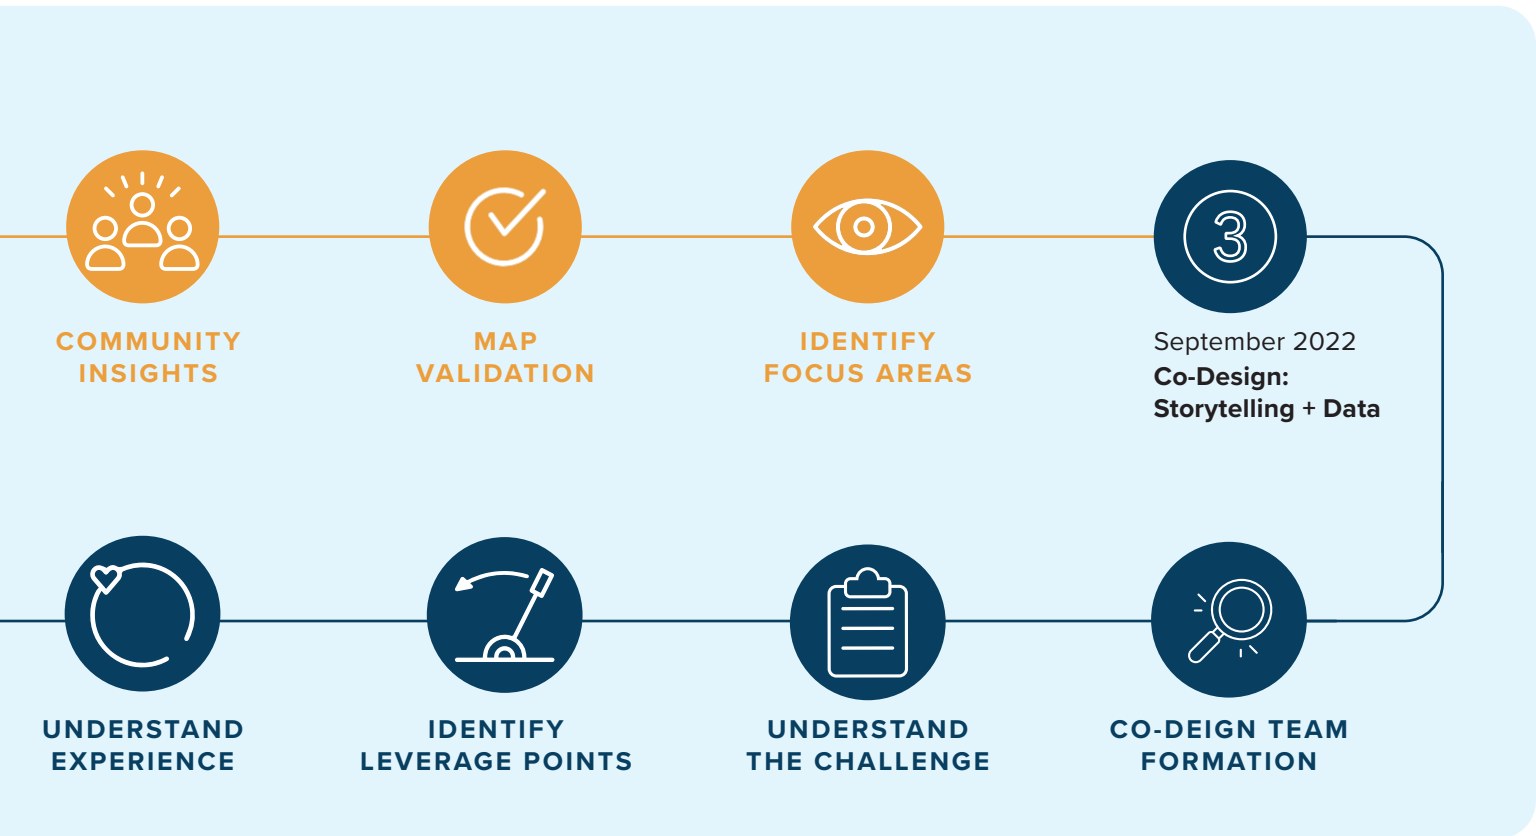 3
COMMUNITY
INSIGHTS
MAP
VALIDATION
IDENTIFY
FOCUS AREAS
September 2022
Co-Design:
Storytelling + Data
UNDERSTAND
EXPERIENCE
IDENTIFY
LEVERAGE POINTS
UNDERSTAND
THE CHALLENGE
CO-DEIGN TEAM
FORMATION